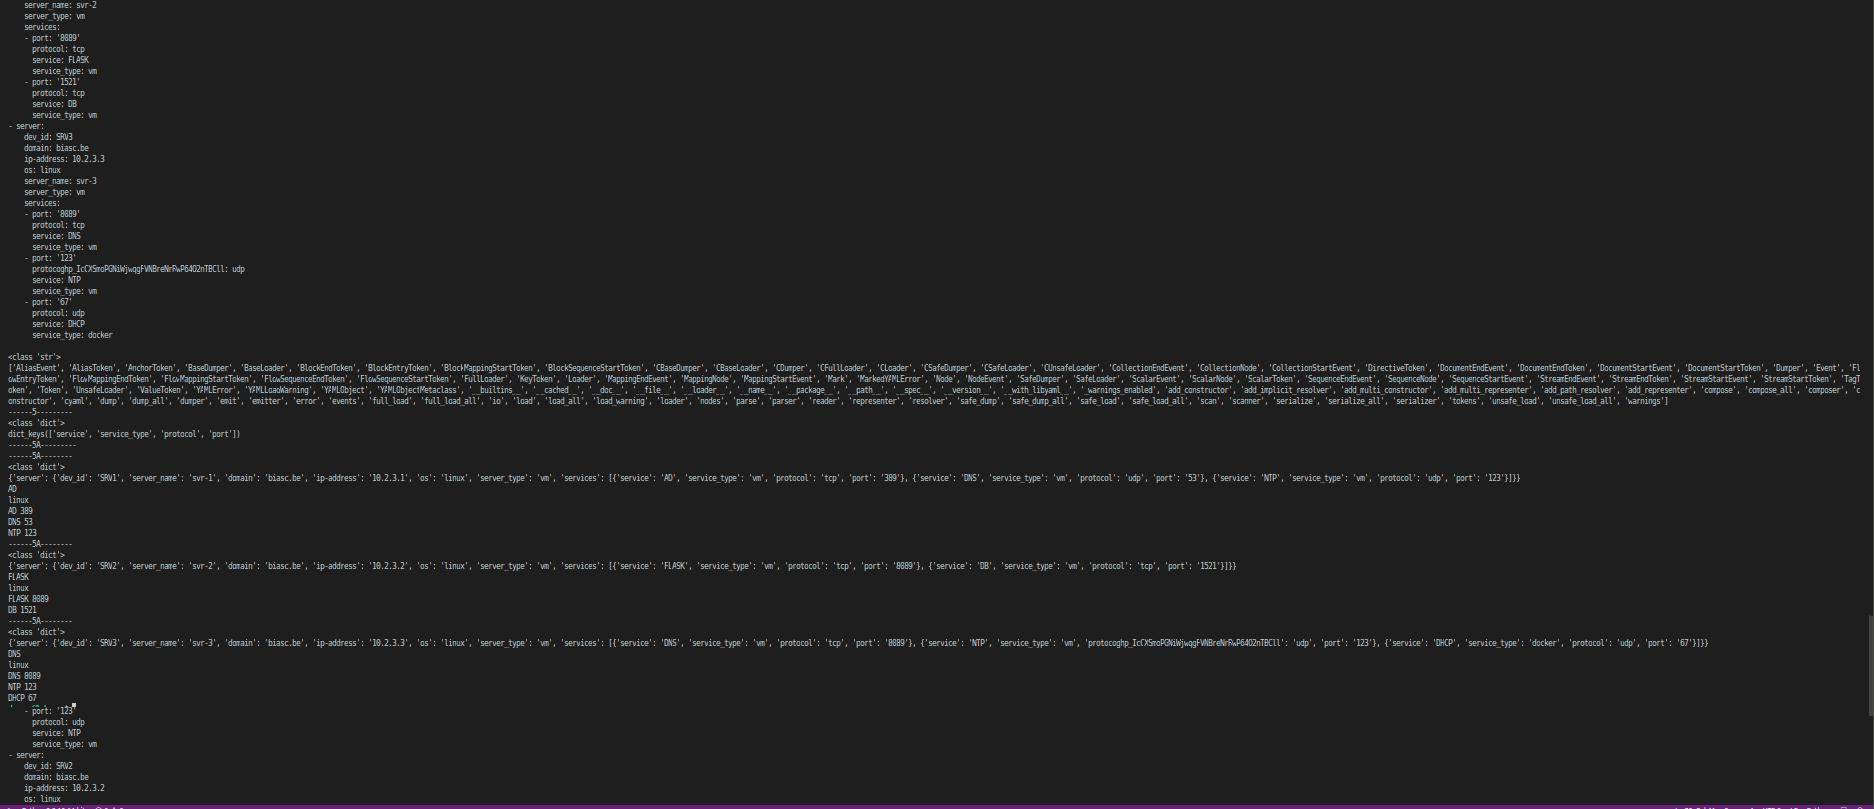 server_name: svr-2
server_type: vm
services:
- port: '8089'
protocol: tcp
service: FLASK
service_type: vm
- port: '1521'
protocol: tcp
service: DB
service_type: vm
- server:
dev_id: SRV3
domain: biasc.be
ip-address: 10.2.3.3
os: linux
server_name: svr-3
server_type: vm
services:
- port: '8089'
protocol: tcp
service: DNS
service_type: vm
- port: '123'
udp
service: NTP
service_type: vm
- port: '67'
protocol: udp
service: DHCP
service_type: docker
<class 'str'>
['AliasEvent', 'AliasToken', 'AnchorToken', 'BaseDumper', 'BaseLoader', 'BlockEndToken', 'BlockEntryToken', 'BlockMappingStartToken', 'BlockSequenceStartToken', 'CBaseDumper', 'CBaseLoader', 'CDumper', 'CFullLoader', 'CLoader', 'CSafeDumper', 'CSafeLoader', 'CUnsafeLoader', 'CollectionEndEvent', 'CollectionNode', 'CollectionStartEvent', 'DirectiveToken', 'DocumentEndEvent', 'DocumentEndToken', 'DocumentStartEvent', 'DocumentStartToken', 'Dumper', 'Event', 'Fl
owEntryToken', 'FlowMappingEndToken', 'FlowMappingStartToken', 'FlowSequenceEndToken', 'FlowSequenceStartToken', 'FullLoader', 'KeyToken', 'Loader', 'MappingEndEvent', 'MappingNode', 'MappingStartEvent', 'Mark', 'MarkedYAMLError', 'Node', 'NodeEvent', 'SafeDumper', 'SafeLoader', 'ScalarEvent', 'ScalarNode', 'ScalarToken', 'SequenceEndEvent', 'SequenceNode', 'SequenceStartEvent', 'StreamEndEvent', 'StreamEndToken', 'StreamStartEvent', 'StreamStartToken', 'TagT
oken', 'Token', 'UnsafeLoader', 'ValueToken', 'YAMLError', 'YAMLLoadWarning', 'YAMLObject', 'YAMLObjectMetaclass', '__builtins__', '__cached__', '__doc__', '__file__', '__loader__', '__name__', '__package__', '__path__', '__spec__', '__version__', '__with_libyaml__', '_warnings_enabled', 'add_constructor', 'add_implicit_resolver', 'add_multi_constructor', 'add_multi_representer', 'add_path_resolver', 'add_representer', 'compose', 'compose_all', 'composer', 'c
onstructor', 'cyaml', 'dump', 'dump_all', 'dumper', 'emit', 'emitter', 'error', 'events', 'full_load', 'full_load_all', 'io', 'load', 'load_all', 'load_warning', 'loader', 'nodes', 'parse', 'parser', 'reader', 'representer', 'resolver', 'safe_dump', 'safe_dump_all', 'safe_load', 'safe_load_all', 'scan', 'scanner', 'serialize', 'serialize_all', 'serializer', 'tokens', 'unsafe_load', 'unsafe_load_all', 'warnings']
------5---------
<class 'dict'>
dict_keys(['service', 'service_type', 'protocol', 'port'])
------5A---------
------5A--------
<class 'dict'>
{'server': {'dev_id': 'SRV1', 'server_name': 'svr-1', 'domain': 'biasc.be', 'ip-address': '10.2.3.1', 'os': 'linux', 'server_type': 'vm', 'services': [{'service': 'AD', 'service_type': 'vm', 'protocol': 'tcp', 'port': '389'}, {'service': 'DNS', 'service_type': 'vm', 'protocol': 'udp', 'port': '53'}, {'service': 'NTP', 'service_type': 'vm', 'protocol': 'udp', 'port': '123'}]}}
AD
linux
AD 389
DNS 53
NTP 123
------5A--------
<class 'dict'>
{'server': {'dev_id': 'SRV2', 'server_name': 'svr-2', 'domain': 'biasc.be', 'ip-address': '10.2.3.2', 'os': 'linux', 'server_type': 'vm', 'services': [{'service': 'FLASK', 'service_type': 'vm', 'protocol': 'tcp', 'port': '8089'}, {'service': 'DB', 'service_type': 'vm', 'protocol': 'tcp', 'port': '1521'}]}}
FLASK
linux
FLASK 8089
DB 1521
------5A--------
<class 'dict'>
{'server': {'dev_id': 'SRV3', 'server_name': 'svr-3', 'domain': 'biasc.be', 'ip-address': '10.2.3.3', 'os': 'linux', 'server_type': 'vm', 'services': [{'service': 'DNS', 'service_type': 'vm', 'protocol': 'tcp', 'port': '8089'}, {'service': 'NTP', 'service_type': 'vm', 'udp', 'port': '123'}, {'service': 'DHCP', 'service_type': 'docker', 'protocol': 'udp', 'port': '67'}]}}
DNS
linux
DNS 8089
NTP 123
DHCP 67
- port: '123'
protocol: udp
service: NTP
service_type: vm
- server:
dev_id: SRV2
domain: biasc.be
ip-address: 10.2.3.2
os: linux